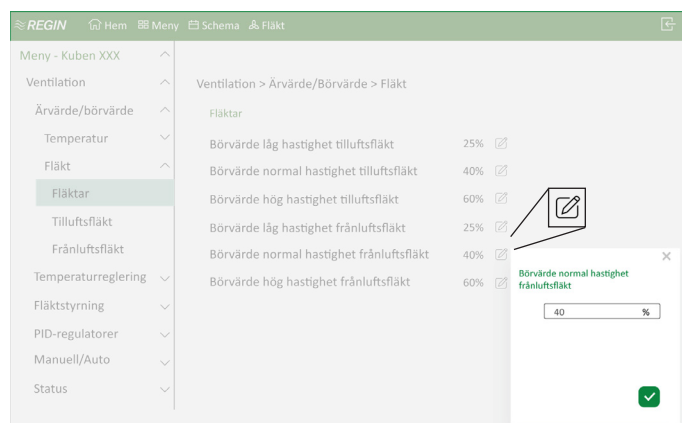 REGIN Hem Meny Schema Fläkt
Meny - Kuben XXX
Ventilation
Ärvärde/börvärde
Temperatur
Fläkt
Fläktar
Tilluftsfläkt
Frånluftsfläkt
Temperaturreglering
Fläktstyrning
PID-regulatorer
Manuell/Auto
Status
Ventilation > Ärvärde/Börvärde > Fläkt
Fläktar
Börvärde låg hastighet tilluftsfläkt 25%
Börvärde normal hastighet tilluftsfläkt 40%
Börvärde hög hastighet tilluftsfläkt 60%
Börvärde låg hastighet frånluftsfläkt 25%
Börvärde normal hastighet frånluftsfläkt 40%
Börvärde hög hastighet frånluftsfläkt 60%
Börvärde normal hastighet
frånluftsfläkt
40 %